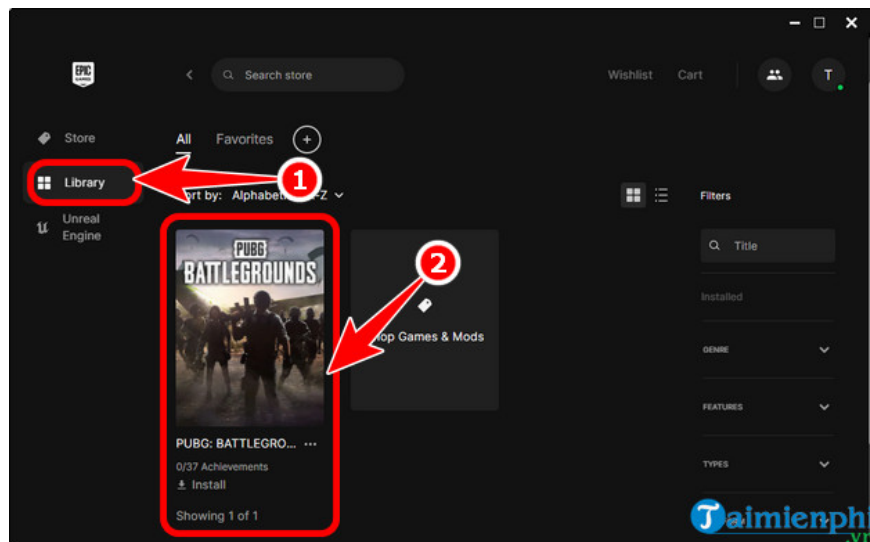 EPIC
GAMES
Search store
Wishlist
Cart
T
Store
All
Favorites
Library
1
Sort by: Alphabetical A-Z
Filters
Unreal
Engine
PUBG
BATTLEGROUNDS
2
Title
Installed
Shop Games & Mods
GENRE
FEATURES
PUBG: BATTLEGRO... ...
0/37 Achievements
Install
TYPES
Showing 1 of 1
Taimienphi
.vn